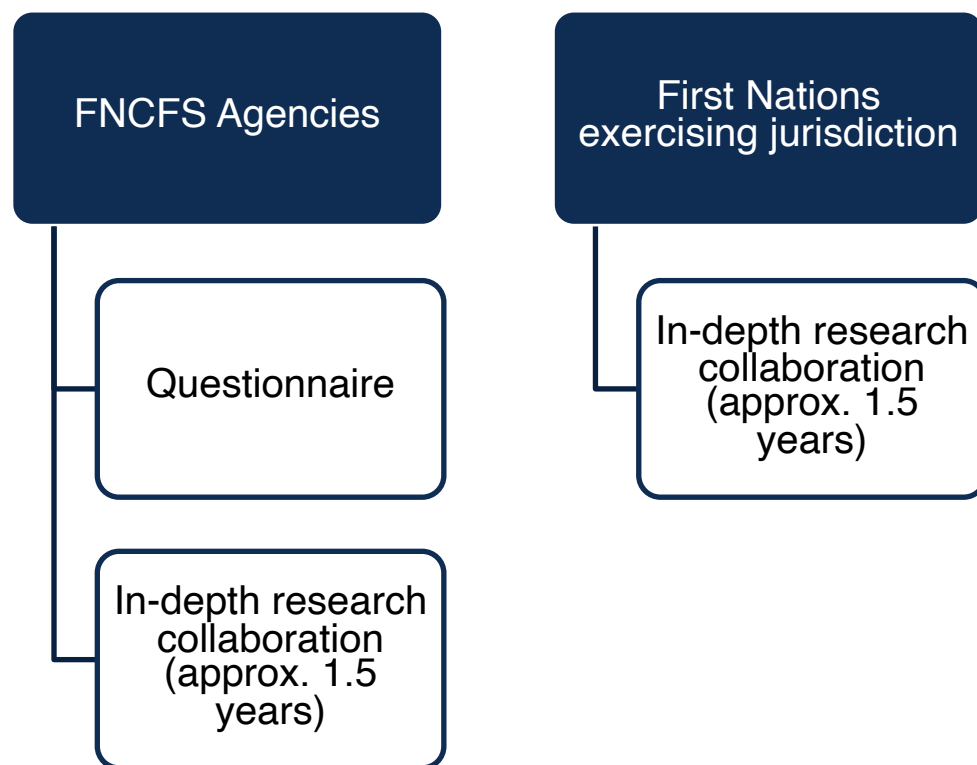 FNCFS Agencies
Questionnaire
In-depth research
collaboration
(approx. 1.5
years)
First Nations
exercising jurisdiction
In-depth research
collaboration
(approx. 1.5
years)